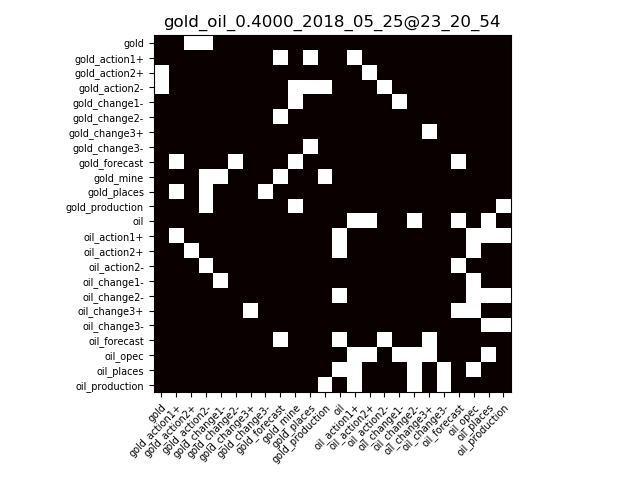 gold_oil_0.4000_2018_05_25@23_20_54
gold
gold_action1+
gold_action2+
gold_action2-
gold_change1-
gold_change2-
gold_change3+
gold_change3-
gold_forecast
gold_mine
gold_places
gold_production
oil
oil_action1+
oil_action2+
oil_action2-
oil_change1-
oil_change2-
oil_change3+
oil_change3-
oil_forecast
oil_opec
oil_places
oil_production
gold
gold_action1+
gold_action2+
gold_action2-
gold_change1-
gold_change2-
gold_change3+
gold_change3-
gold_forecast
gold_mine
gold_places
gold_production
oil
oil_action1+
oil_action2+
oil_action2-
oil_change1-
oil_change2-
oil_change3+
oil_change3-
oil_forecast
oil_opec
oil_places
oil_production